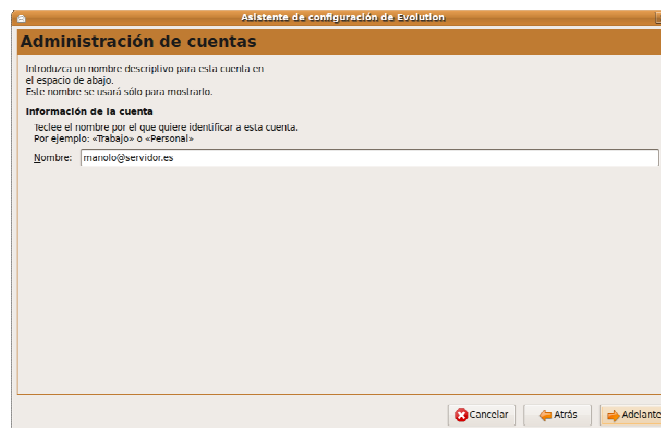 Asistente de configuración de Evolution
Administración de cuentas
Introduzca un nombre descriptivo para esta cuenta en
el espacio de abajo.
Este nombre se usará sólo para mostrarlo.
Información de la cuenta
Teclee el nombre por el que quiere identificar a esta cuenta.
Por ejemplo: «Trabajo» o «Personal»
Nombre: manolo@servidor.es
Cancelar Atrás Adelante